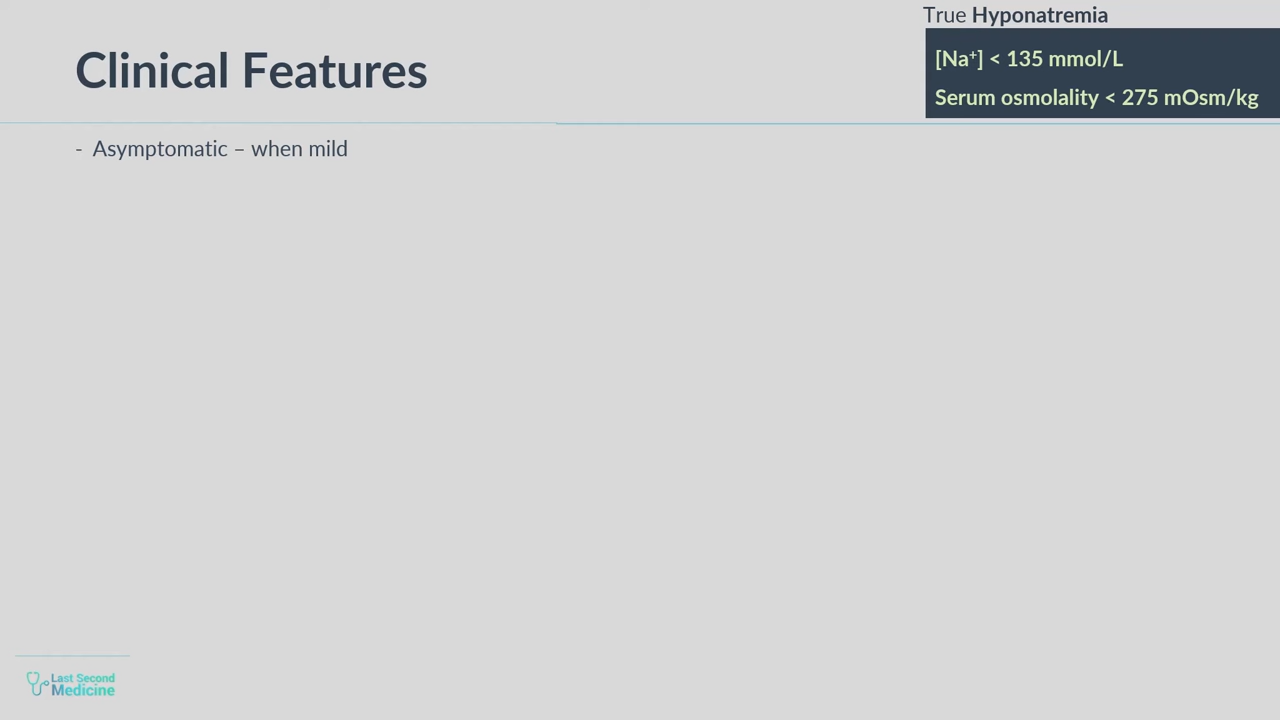 True Hyponatremia
Clinical Features
[Na⁺] < 135 mmol/L
Serum osmolality < 275 mOsm/kg
- Asymptomatic – when mild
Last Second
Medicine